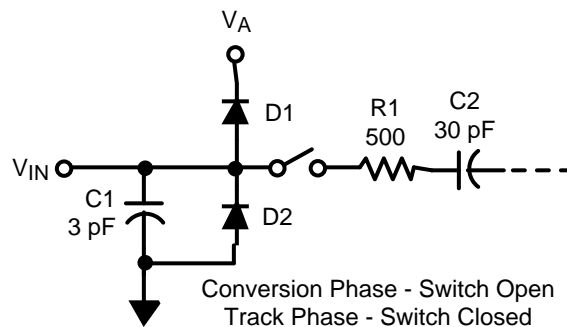 VA
D1
R1
500
C2
30 pF
VIN
C1
3 pF
D2
Conversion Phase - Switch Open
Track Phase - Switch Closed